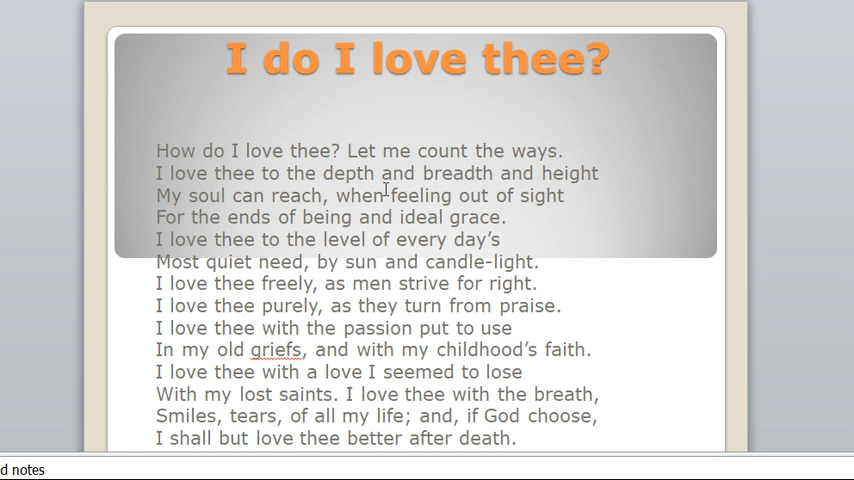 I do I love thee?
How do I love thee? Let me count the ways.
I love thee to the depth and breadth and height
My soul can reach, when feeling out of sight
For the ends of being and ideal grace.
I love thee to the level of every day’s
Most quiet need, by sun and candle-light.
I love thee freely, as men strive for right.
I love thee purely, as they turn from praise.
I love thee with the passion put to use
In my old griefs, and with my childhood’s faith.
I love thee with a love I seemed to lose
With my lost saints. I love thee with the breath,
Smiles, tears, of all my life; and, if God choose,
I shall but love thee better after death.
d notes